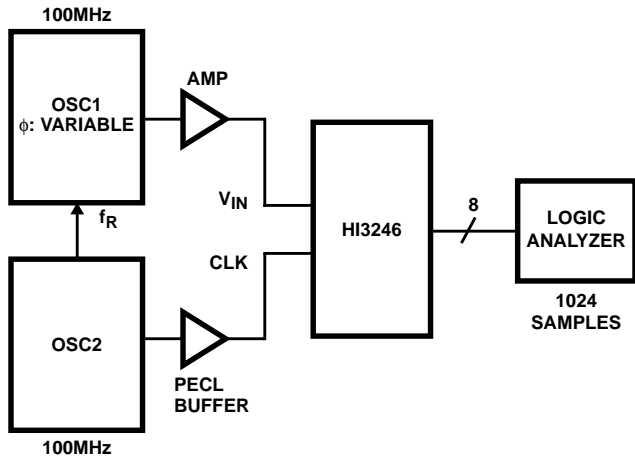 100MHz
OSC1
ϕ: VARIABLE
AMP
fR
VIN
CLK
HI3246
8
LOGIC
ANALYZER
1024
SAMPLES
OSC2
PECL
BUFFER
100MHz